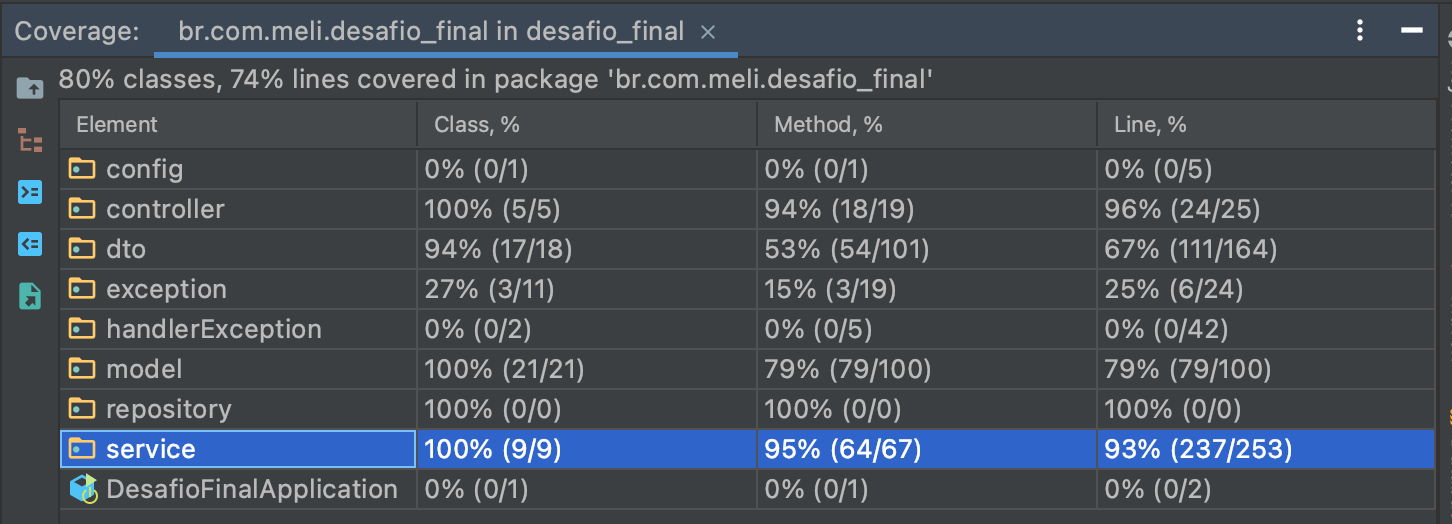 Coverage: br.com.meli.desafio_final in desafio_final ×
80% classes, 74% lines covered in package 'br.com.meli.desafio_final'
Element Class, % Method, % Line, %
config 0% (0/1) 0% (0/1) 0% (0/5)
controller 100% (5/5) 94% (18/19) 96% (24/25)
dto 94% (17/18) 53% (54/101) 67% (111/164)
exception 27% (3/11) 15% (3/19) 25% (6/24)
handlerException 0% (0/2) 0% (0/5) 0% (0/42)
model 100% (21/21) 79% (79/100) 79% (79/100)
repository 100% (0/0) 100% (0/0) 100% (0/0)
service 100% (9/9) 95% (64/67) 93% (237/253)
DesafioFinalApplication 0% (0/1) 0% (0/1) 0% (0/2)